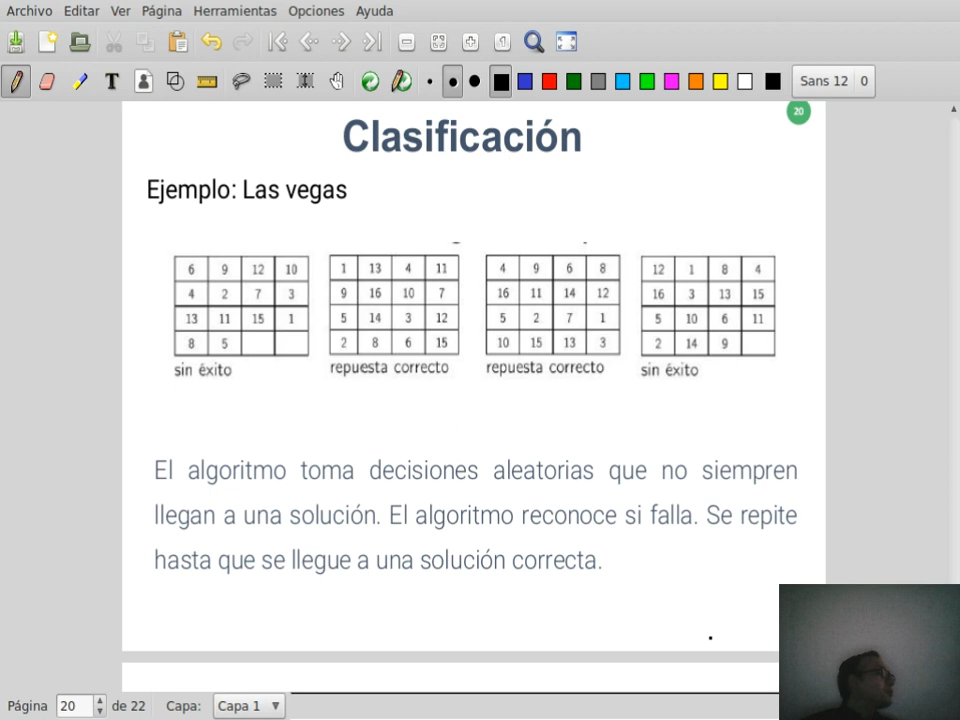 Archivo Editar Ver Página Herramientas Opciones Ayuda
T Sans 12 0
20
Clasificación
Ejemplo: Las vegas
6 9 12 10
4 2 7 3
13 11 15 1
8 5
sin éxito
1 13 4 11
9 16 10 7
5 14 3 12
2 8 6 15
repuesta correcto
4 9 6 8
16 11 14 12
5 2 7 1
10 15 13 3
repuesta correcto
12 1 8 4
16 3 13 15
5 10 6 11
2 14 9
sin éxito
El algoritmo toma decisiones aleatorias que no siempren
llegan a una solución. El algoritmo reconoce si falla. Se repite
hasta que se llegue a una solución correcta.
Página 20 de 22 Capa: Capa 1